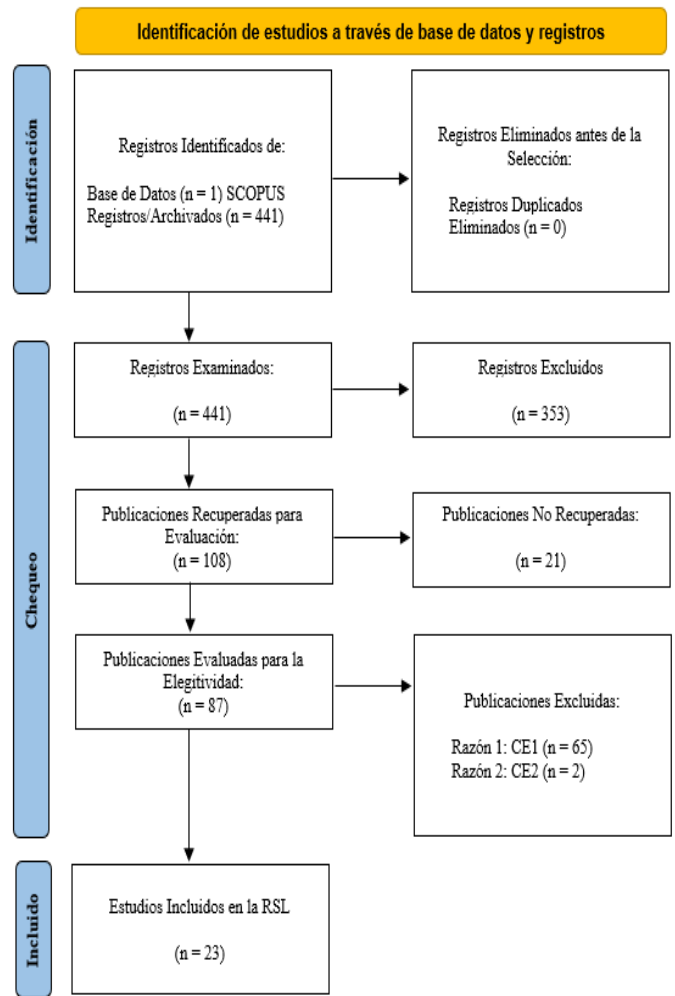 Identificación de estudios a través de base de datos y registros
Identificación
Registros Identificados de:
Base de Datos (n = 1) SCOPUS
Registros/Archivados (n = 441)
Registros Eliminados antes de la
Selección:
Registros Duplicados
Eliminados (n = 0)
Chequeo
Registros Examinados:
(n = 441)
Registros Excluidos
(n = 353)
Publicaciones Recuperadas para
Evaluación:
(n = 108)
Publicaciones No Recuperadas:
(n = 21)
Publicaciones Evaluadas para la
Elegitividad:
(n = 87)
Publicaciones Excluidas:
Razón 1: CE1 (n = 65)
Razón 2: CE2 (n = 2)
Incluido
Estudios Incluidos en la RSL
(n = 23)